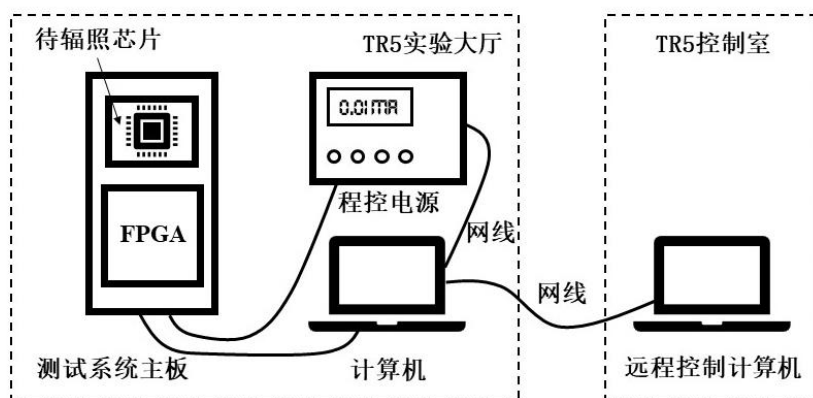 待辐照芯片
TR5实验大厅
TR5控制室
0.01mA
FPGA
程控电源
网线
网线
测试系统主板
计算机
远程控制计算机